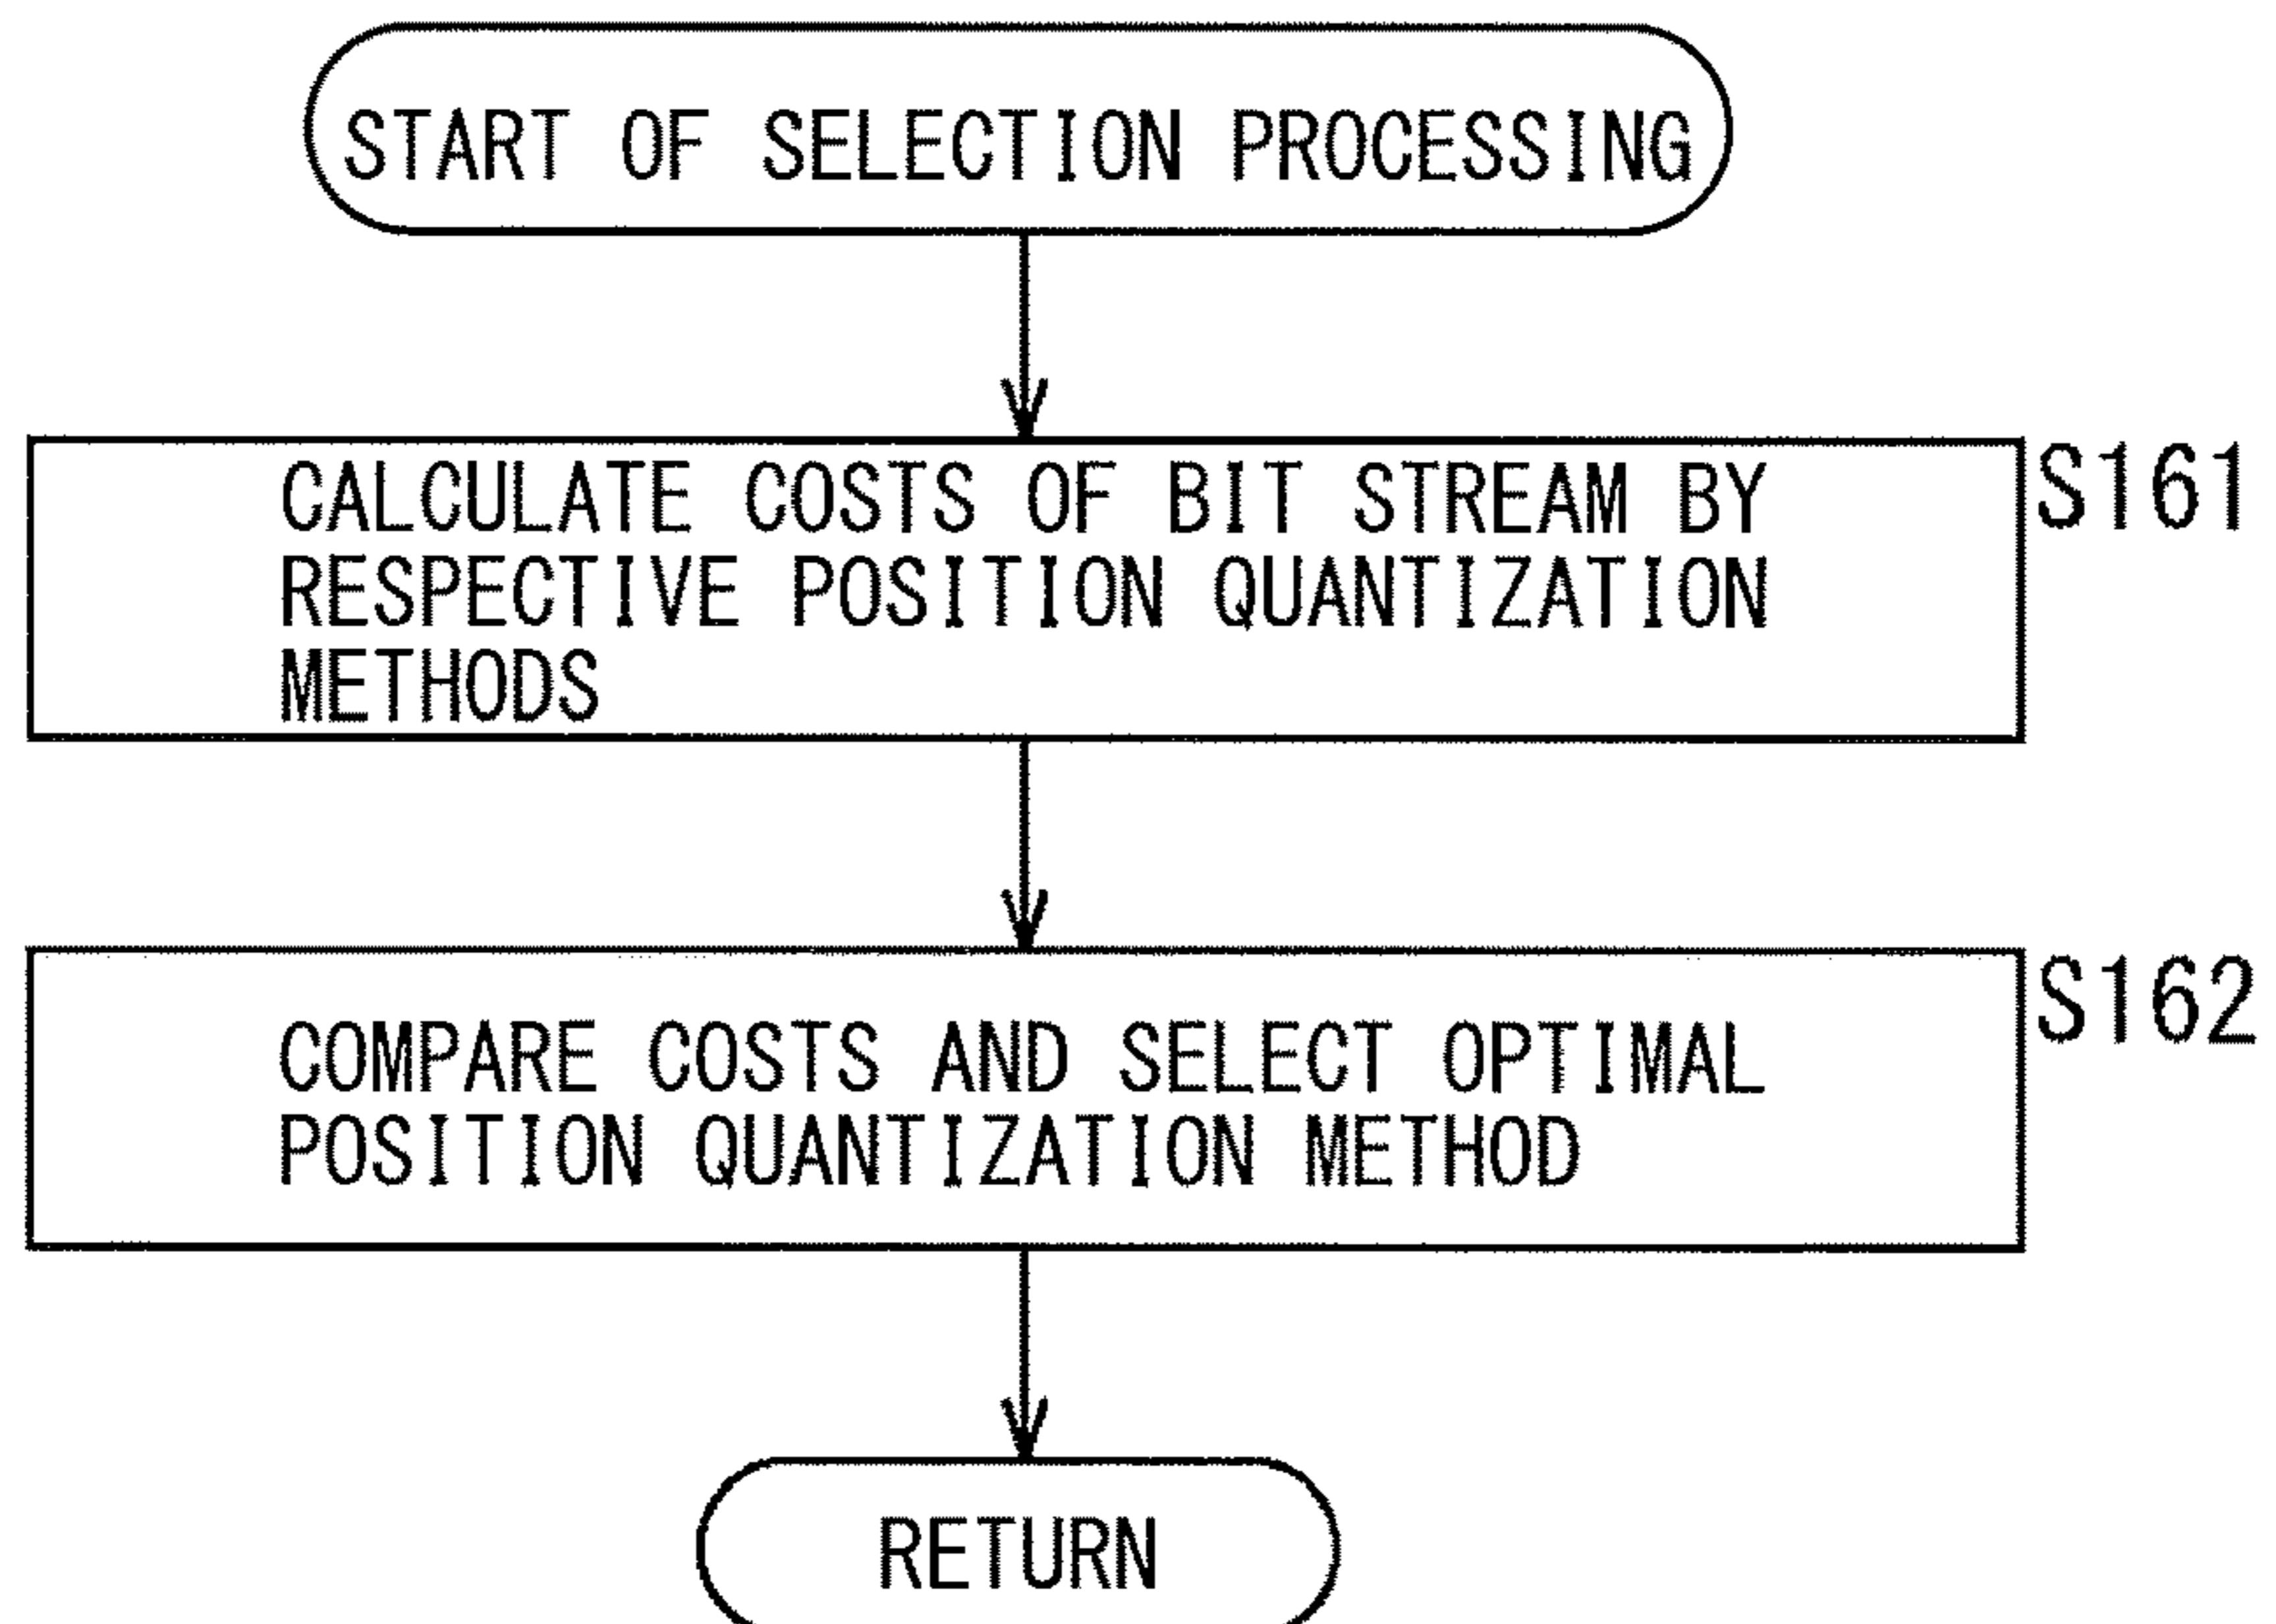 START OF SELECTION PROCESSING
CALCULATE COSTS OF BIT STREAM BY
RESPECTIVE POSITION QUANTIZATION
METHODS
S161
COMPARE COSTS AND SELECT OPTIMAL
POSITION QUANTIZATION METHOD
S162
RETURN